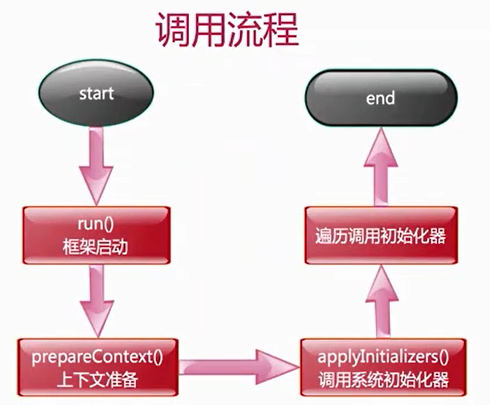 调用流程
start
run()
框架启动
prepareContext()
上下文准备
applyInitializers()
调用系统初始化器
遍历调用初始化器
end